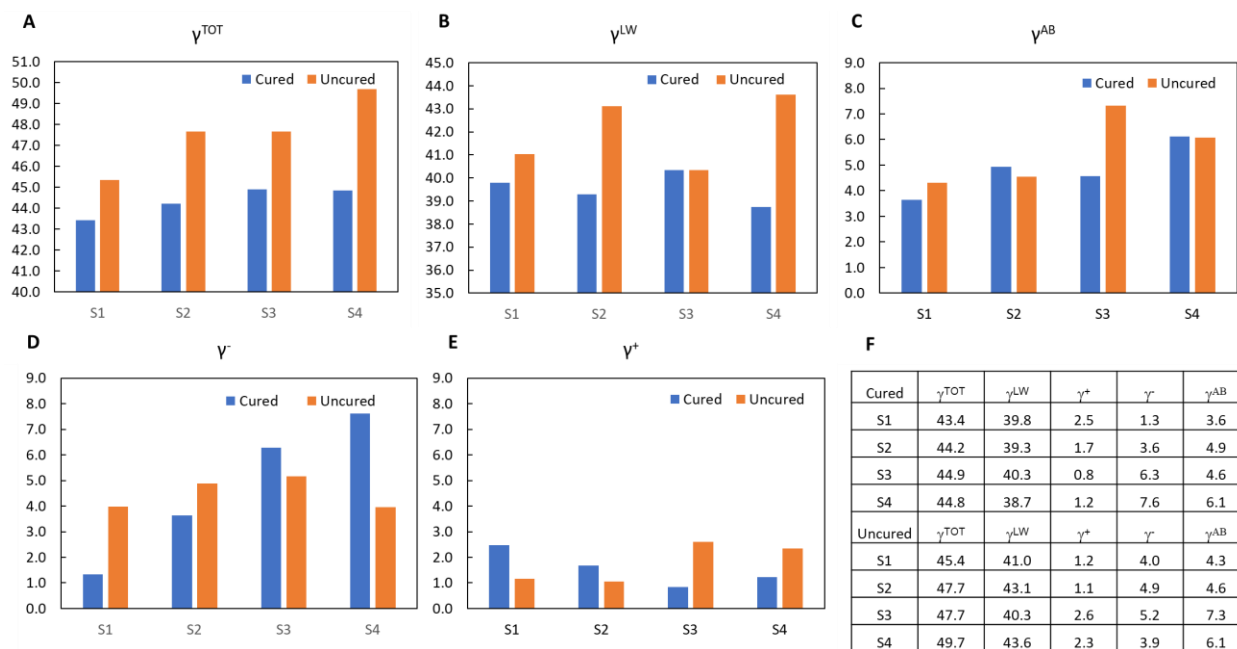 A
γTOT
Cured Uncured
51.0
50.0
49.0
48.0
47.0
46.0
45.0
44.0
43.0
42.0
41.0
40.0
S1 S2 S3 S4
B
γLW
Cured Uncured
45.0
44.0
43.0
42.0
41.0
40.0
39.0
38.0
37.0
36.0
35.0
S1 S2 S3 S4
C
γAB
Cured Uncured
9.0
8.0
7.0
6.0
5.0
4.0
3.0
2.0
1.0
0.0
S1 S2 S3 S4
D
γ-
Cured Uncured
9.0
8.0
7.0
6.0
5.0
4.0
3.0
2.0
1.0
0.0
S1 S2 S3 S4
E
γ+
Cured Uncured
9.0
8.0
7.0
6.0
5.0
4.0
3.0
2.0
1.0
0.0
S1 S2 S3 S4
F
Cured γTOT γLW γ+ γ- γAB
S1 43.4 39.8 2.5 1.3 3.6
S2 44.2 39.3 1.7 3.6 4.9
S3 44.9 40.3 0.8 6.3 4.6
S4 44.8 38.7 1.2 7.6 6.1
Uncured γTOT γLW γ+ γ- γAB
S1 45.4 41.0 1.2 4.0 4.3
S2 47.7 43.1 1.1 4.9 4.6
S3 47.7 40.3 2.6 5.2 7.3
S4 49.7 43.6 2.3 3.9 6.1